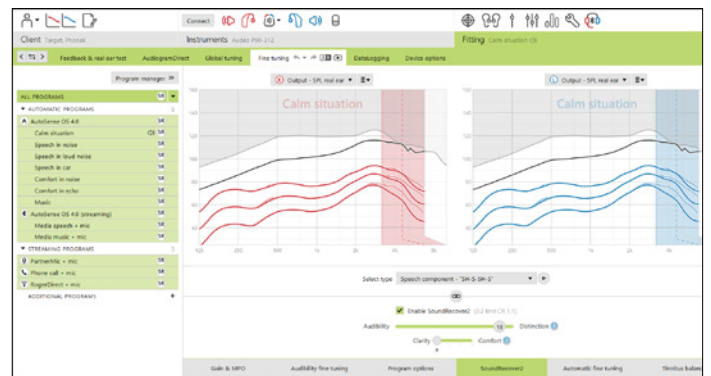 Connect
Client Target, Phonak
Instruments Audéo P90-312
Fitting Calm situation
Feedback & real ear test
AudiogramDirect
Global tuning
Fine tuning
DataLogging
Device options
Program manager
Output - SPL real ear
Output - SPL real ear
ALL PROGRAMS
AUTOMATIC PROGRAMS
AutoSense OS 4.0
Calm situation
Speech in noise
Speech in loud noise
Speech in car
Comfort in noise
Comfort in echo
Music
AutoSense OS 4.0 (streaming)
Media speech + mic
Media music + mic
STREAMING PROGRAMS
PartnerMic + mic
Phone call + mic
RogerDirect + mic
ADDITIONAL PROGRAMS
Calm situation
Calm situation
Select type
Speech component - "SH-S-SH-S"
Enable SoundRecover2
Audibility
18
Distinction
Clarity
Comfort
Gain & MPO
Audibility fine tuning
Program options
SoundRecover2
Automatic fine tuning
Tinnitus balance